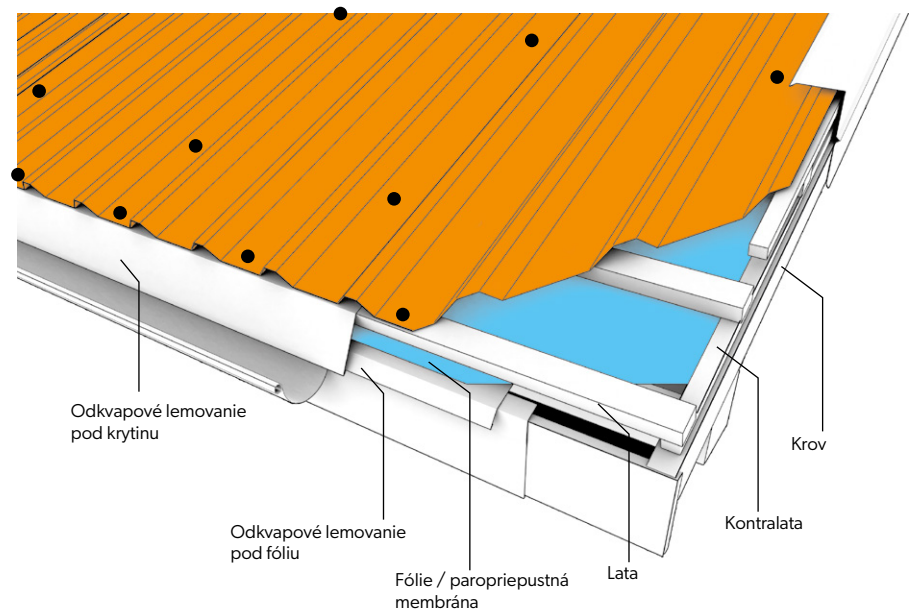 Odkvapové lemovanie
pod krytinu
Odkvapové lemovanie
pod fóliu
Fólie / paropriepustná
membrána
Lata
Kontralata
Krov